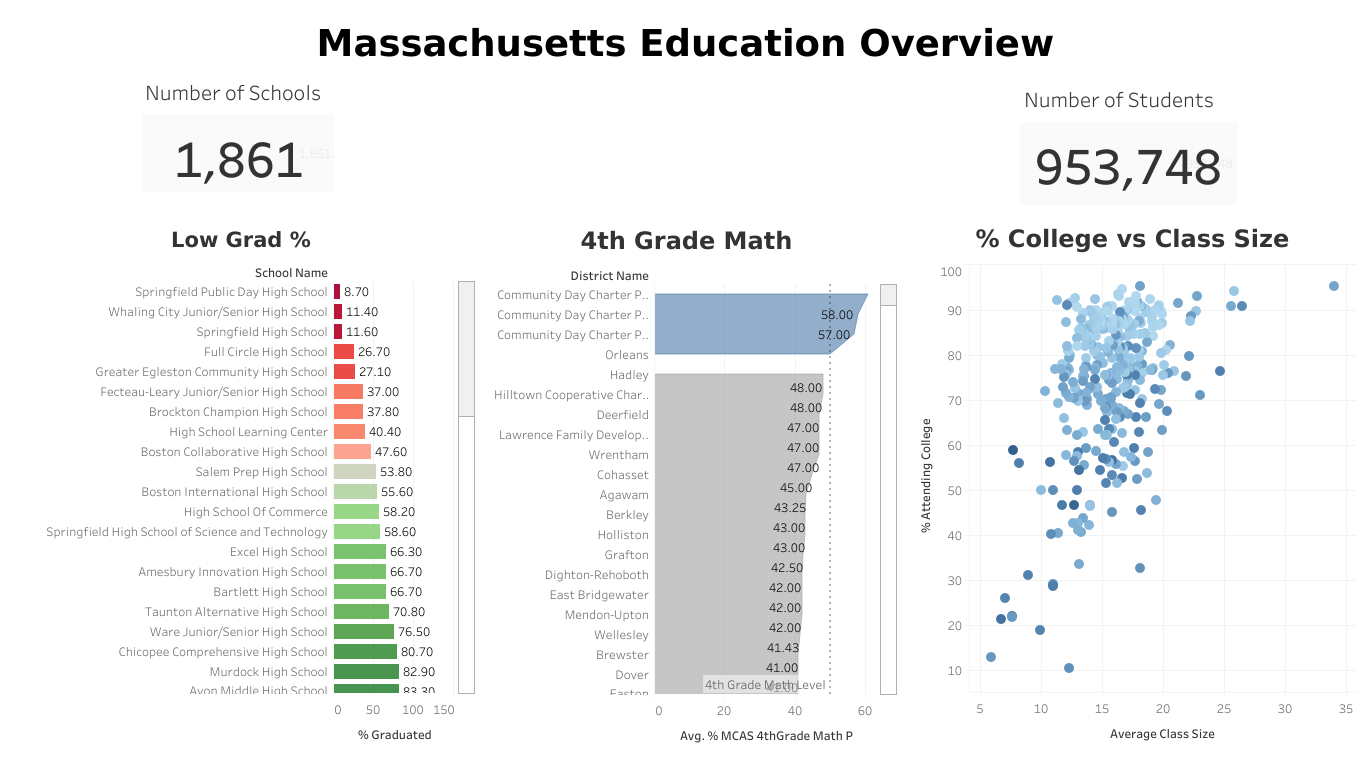 Massachusetts Education Overview
Number of Schools
1,861
1,861.
Number of Students
953,748
Low Grad %
School Name
Springfield Public Day High School 8.70
Whaling City Junior/Senior High School 11.40
Springfield High School 11.60
Full Circle High School 26.70
Greater Egleston Community High School 27.10
Fecteau-Leary Junior/Senior High School 37.00
Brockton Champion High School 37.80
High School Learning Center 40.40
Boston Collaborative High School 47.60
Salem Prep High School 53.80
Boston International High School 55.60
High School Of Commerce 58.20
Springfield High School of Science and Technology 58.60
Excel High School 66.30
Amesbury Innovation High School 66.70
Bartlett High School 66.70
Taunton Alternative High School 70.80
Ware Junior/Senior High School 76.50
Chicopee Comprehensive High School 80.70
Murdock High School 82.90
Avon Middle High School 83.30
0 50 100 150
% Graduated
4th Grade Math
District Name
Community Day Charter P..
Community Day Charter P.. 58.00
Community Day Charter P.. 57.00
Orleans
Hadley
48.00
Hilltown Cooperative Char..
48.00
Deerfield
47.00
Lawrence Family Develop..
47.00
Wrentham
47.00
Cohasset
45.00
Agawam
43.25
Berkley
43.00
Holliston
43.00
Grafton
42.50
Dighton-Rehoboth
42.00
East Bridgewater
42.00
Mendon-Upton
42.00
Wellesley
41.43
Brewster
41.00
Dover
41.00
Easton
4th Grade Math Level
0 20 40 60
Avg. % MCAS 4thGrade Math P
% College vs Class Size
% Attending College
100
90
80
70
60
50
40
30
20
10
5 10 15 20 25 30 35
Average Class Size